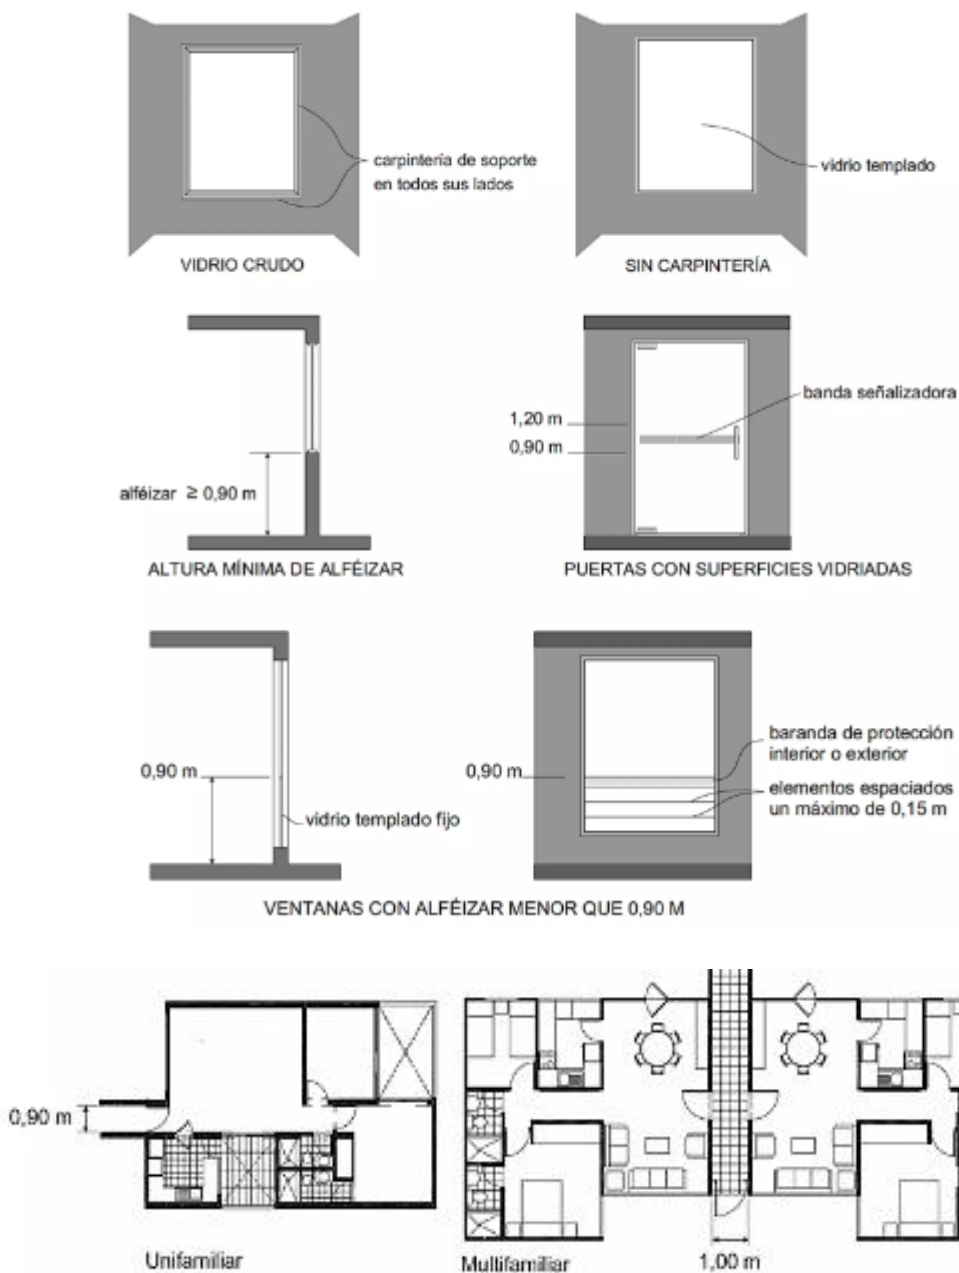 carpintería de soporte
en todos sus lados
vidrio templado
VIDRIO CRUDO
SIN CARPINTERÍA
banda señalizadora
1,20 m
0,90 m
alféizar ≥ 0,90 m
ALTURA MÍNIMA DE ALFÉIZAR
PUERTAS CON SUPERFICIES VIDRIADAS
0,90 m
vidrio templado fijo
0,90 m
baranda de protección
interior o exterior
elementos espaciados
un máximo de 0,15 m
VENTANAS CON ALFÉIZAR MENOR QUE 0,90 M
0,90 m
Unifamiliar
Multifamiliar
1,00 m